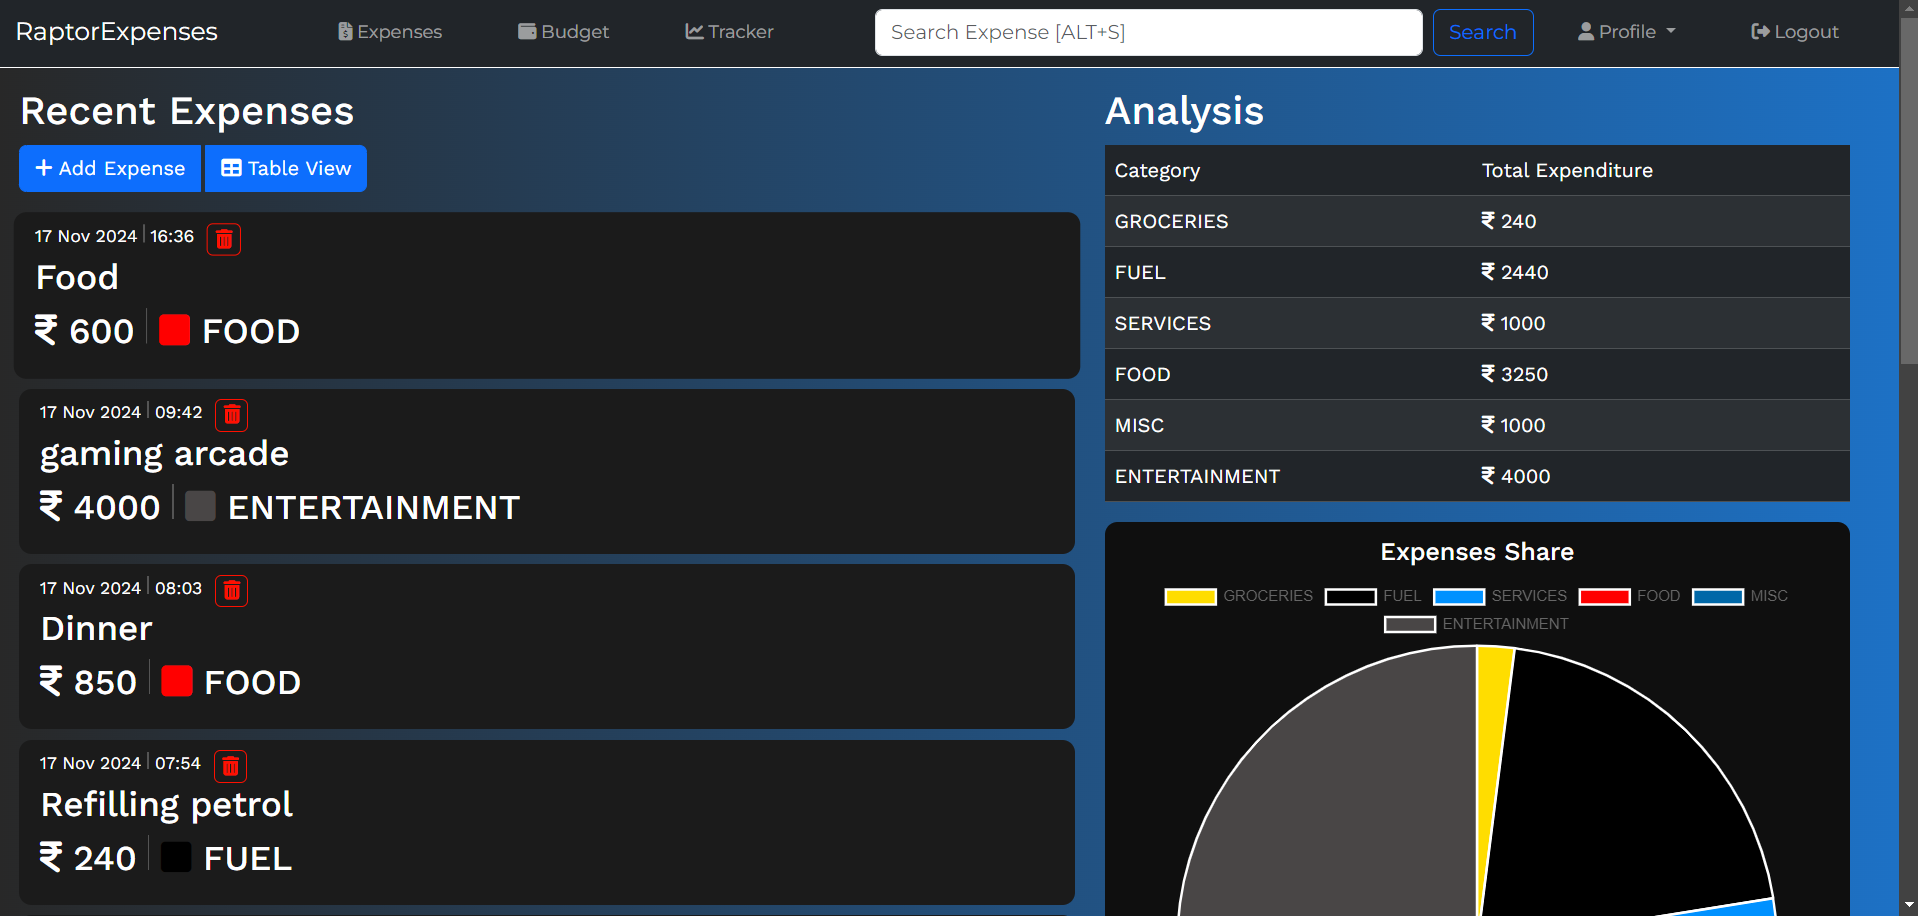 RaptorExpenses Expenses Budget Tracker Search Expense [ALT+S] Search Profile Logout
Recent Expenses
Add Expense Table View
17 Nov 2024 16:36
Food
₹ 600 FOOD
17 Nov 2024 09:42
gaming arcade
₹ 4000 ENTERTAINMENT
17 Nov 2024 08:03
Dinner
₹ 850 FOOD
17 Nov 2024 07:54
Refilling petrol
₹ 240 FUEL
Analysis
Category Total Expenditure
GROCERIES ₹ 240
FUEL ₹ 2440
SERVICES ₹ 1000
FOOD ₹ 3250
MISC ₹ 1000
ENTERTAINMENT ₹ 4000
Expenses Share
GROCERIES FUEL SERVICES FOOD MISC
ENTERTAINMENT